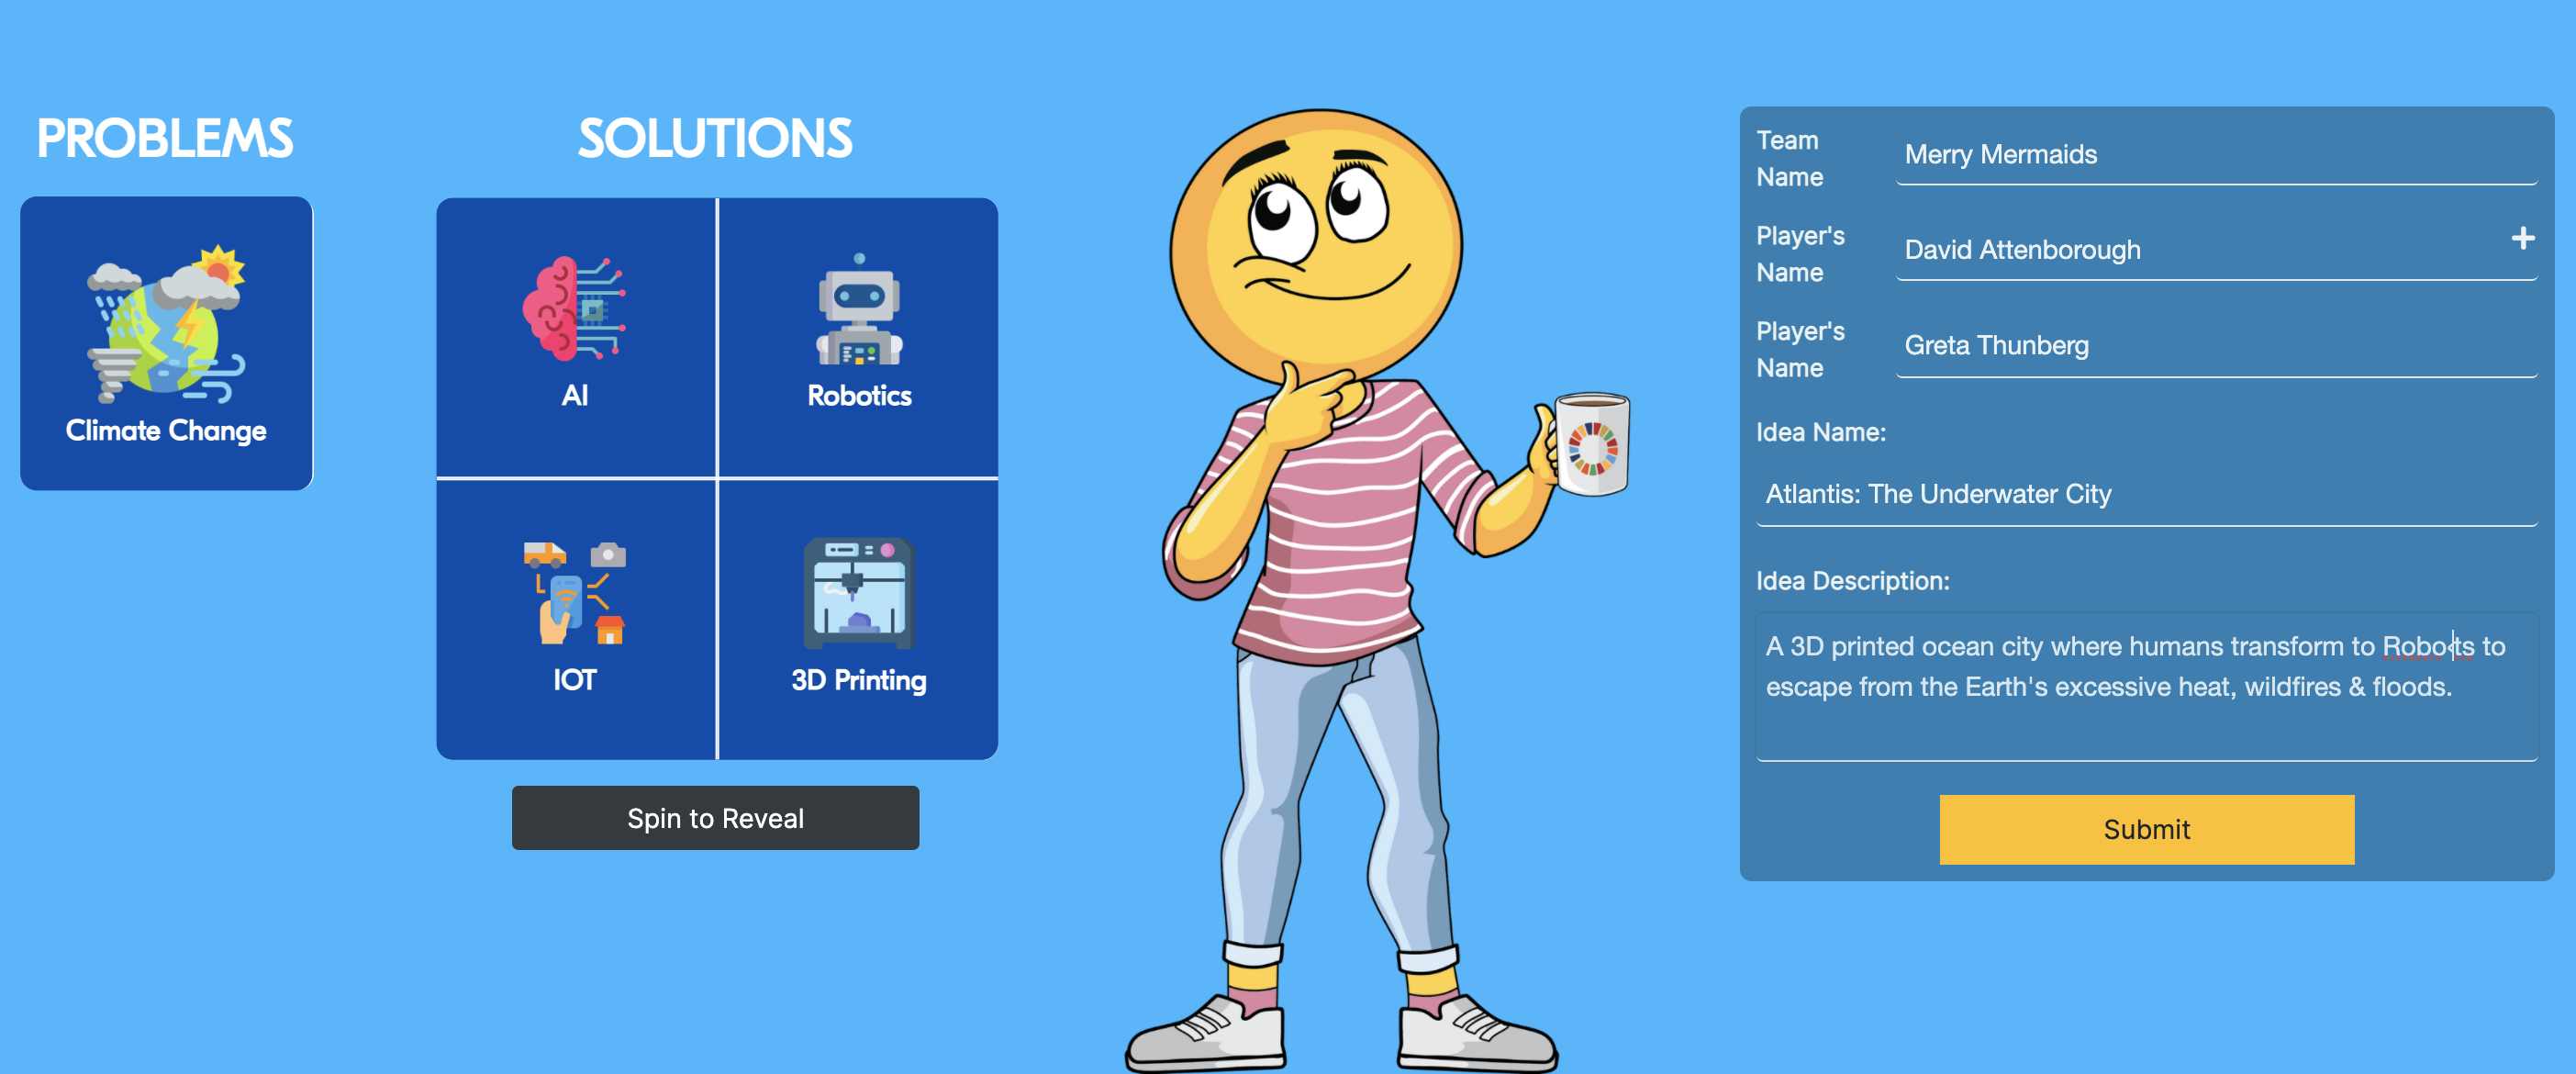 PROBLEMS
Climate Change
SOLUTIONS
AI
Robotics
IOT
3D Printing
Spin to Reveal
Team
Name
Merry Mermaids
Player's
Name
David Attenborough
+
Player's
Name
Greta Thunberg
Idea Name:
Atlantis: The Underwater City
Idea Description:
A 3D printed ocean city where humans transform to Robo-ts to
escape from the Earth's excessive heat, wildfires & floods.
Submit